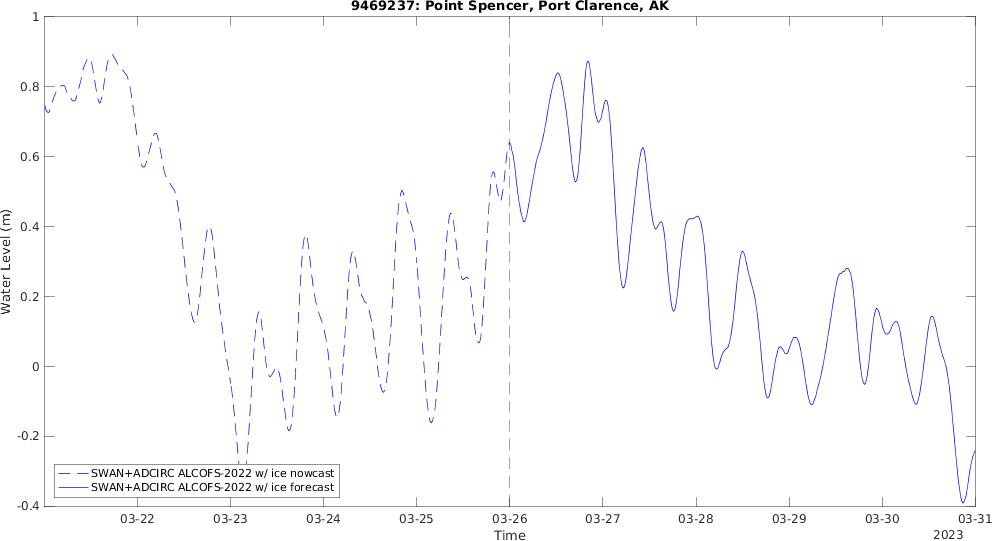 9469237: Point Spencer, Port Clarence, AK
Water Level (m)
1
0.8
0.6
0.4
0.2
0
-0.2
-0.4
SWAN+ADCIRC ALCOFS-2022 w/ ice nowcast
SWAN+ADCIRC ALCOFS-2022 w/ ice forecast
03-22 03-23 03-24 03-25 03-26 03-27 03-28 03-29 03-30 03-31
Time
2023